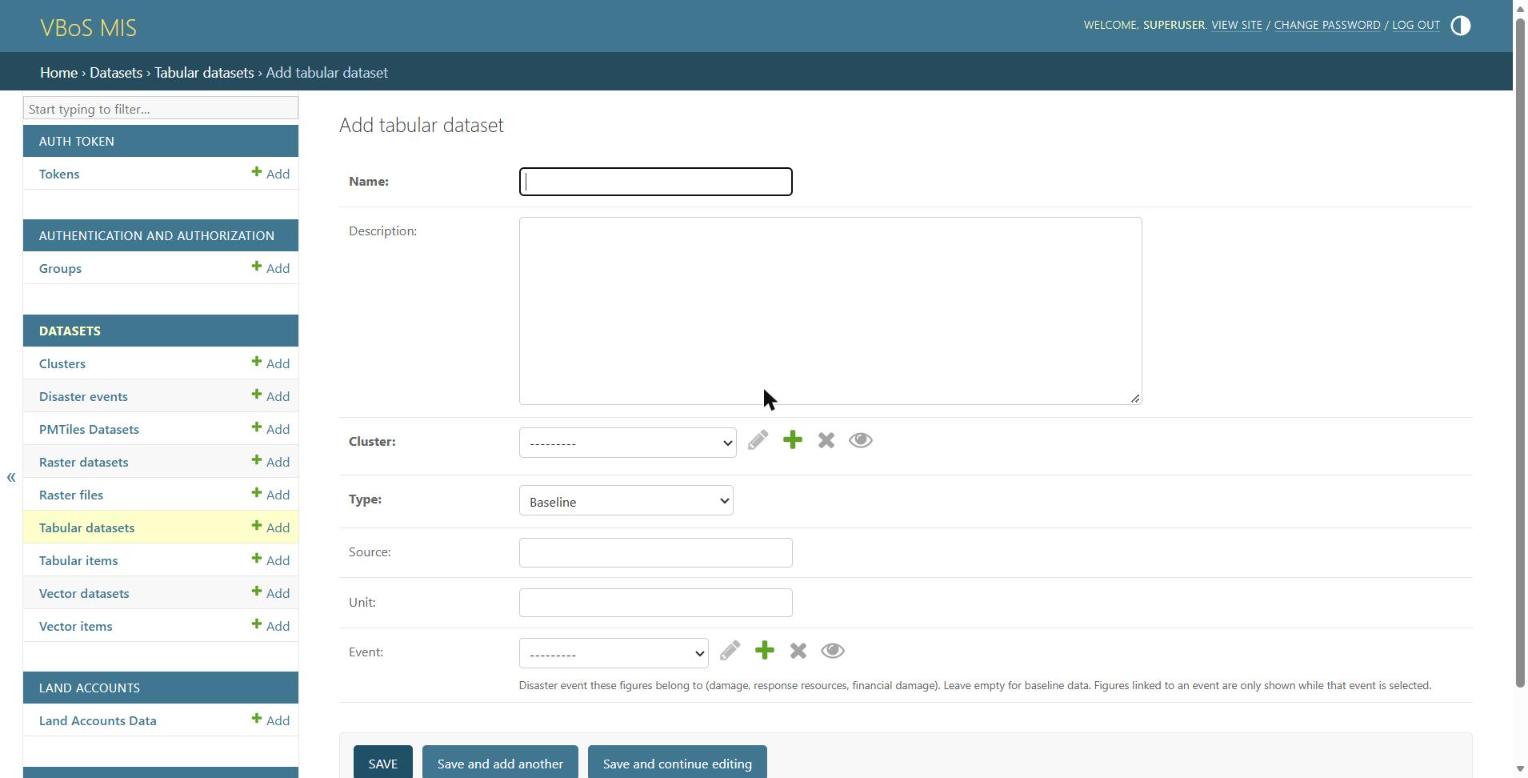 VBoS MIS
WELCOME, SUPERUSER. VIEW SITE / CHANGE PASSWORD / LOG OUT
Home › Datasets › Tabular datasets › Add tabular dataset
Start typing to filter...
AUTH TOKEN
Tokens + Add
AUTHENTICATION AND AUTHORIZATION
Groups + Add
DATASETS
Clusters + Add
Disaster events + Add
PMTiles Datasets + Add
Raster datasets + Add
Raster files + Add
Tabular datasets + Add
Tabular items + Add
Vector datasets + Add
Vector items + Add
LAND ACCOUNTS
Land Accounts Data + Add
«
Add tabular dataset
Name:
Description:
Cluster: ---------
Type: Baseline
Source:
Unit:
Event: ---------
Disaster event these figures belong to (damage, response resources, financial damage). Leave empty for baseline data. Figures linked to an event are only shown while that event is selected.
SAVE Save and add another Save and continue editing